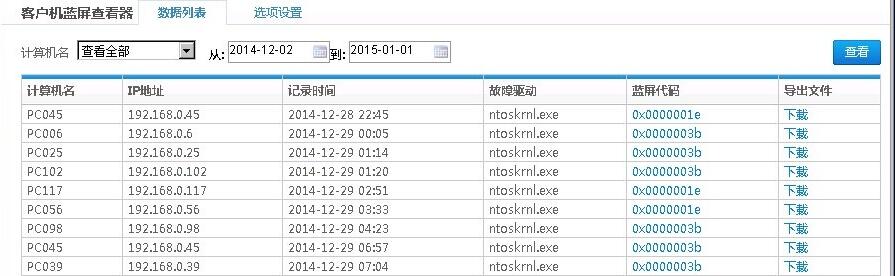 客户机蓝屏查看器 数据列表 选项设置
计算机名 查看全部 从: 2014-12-02 到: 2015-01-01 查看
计算机名 IP地址 记录时间 故障驱动 蓝屏代码 导出文件
PC045 192.168.0.45 2014-12-28 22:45 ntoskrnl.exe 0x0000001e 下载
PC006 192.168.0.6 2014-12-29 00:05 ntoskrnl.exe 0x0000003b 下载
PC025 192.168.0.25 2014-12-29 01:14 ntoskrnl.exe 0x0000003b 下载
PC102 192.168.0.102 2014-12-29 01:20 ntoskrnl.exe 0x0000003b 下载
PC117 192.168.0.117 2014-12-29 02:51 ntoskrnl.exe 0x0000001e 下载
PC056 192.168.0.56 2014-12-29 03:33 ntoskrnl.exe 0x0000001e 下载
PC098 192.168.0.98 2014-12-29 04:23 ntoskrnl.exe 0x0000003b 下载
PC045 192.168.0.45 2014-12-29 06:57 ntoskrnl.exe 0x0000003b 下载
PC039 192.168.0.39 2014-12-29 07:04 ntoskrnl.exe 0x0000003b 下载